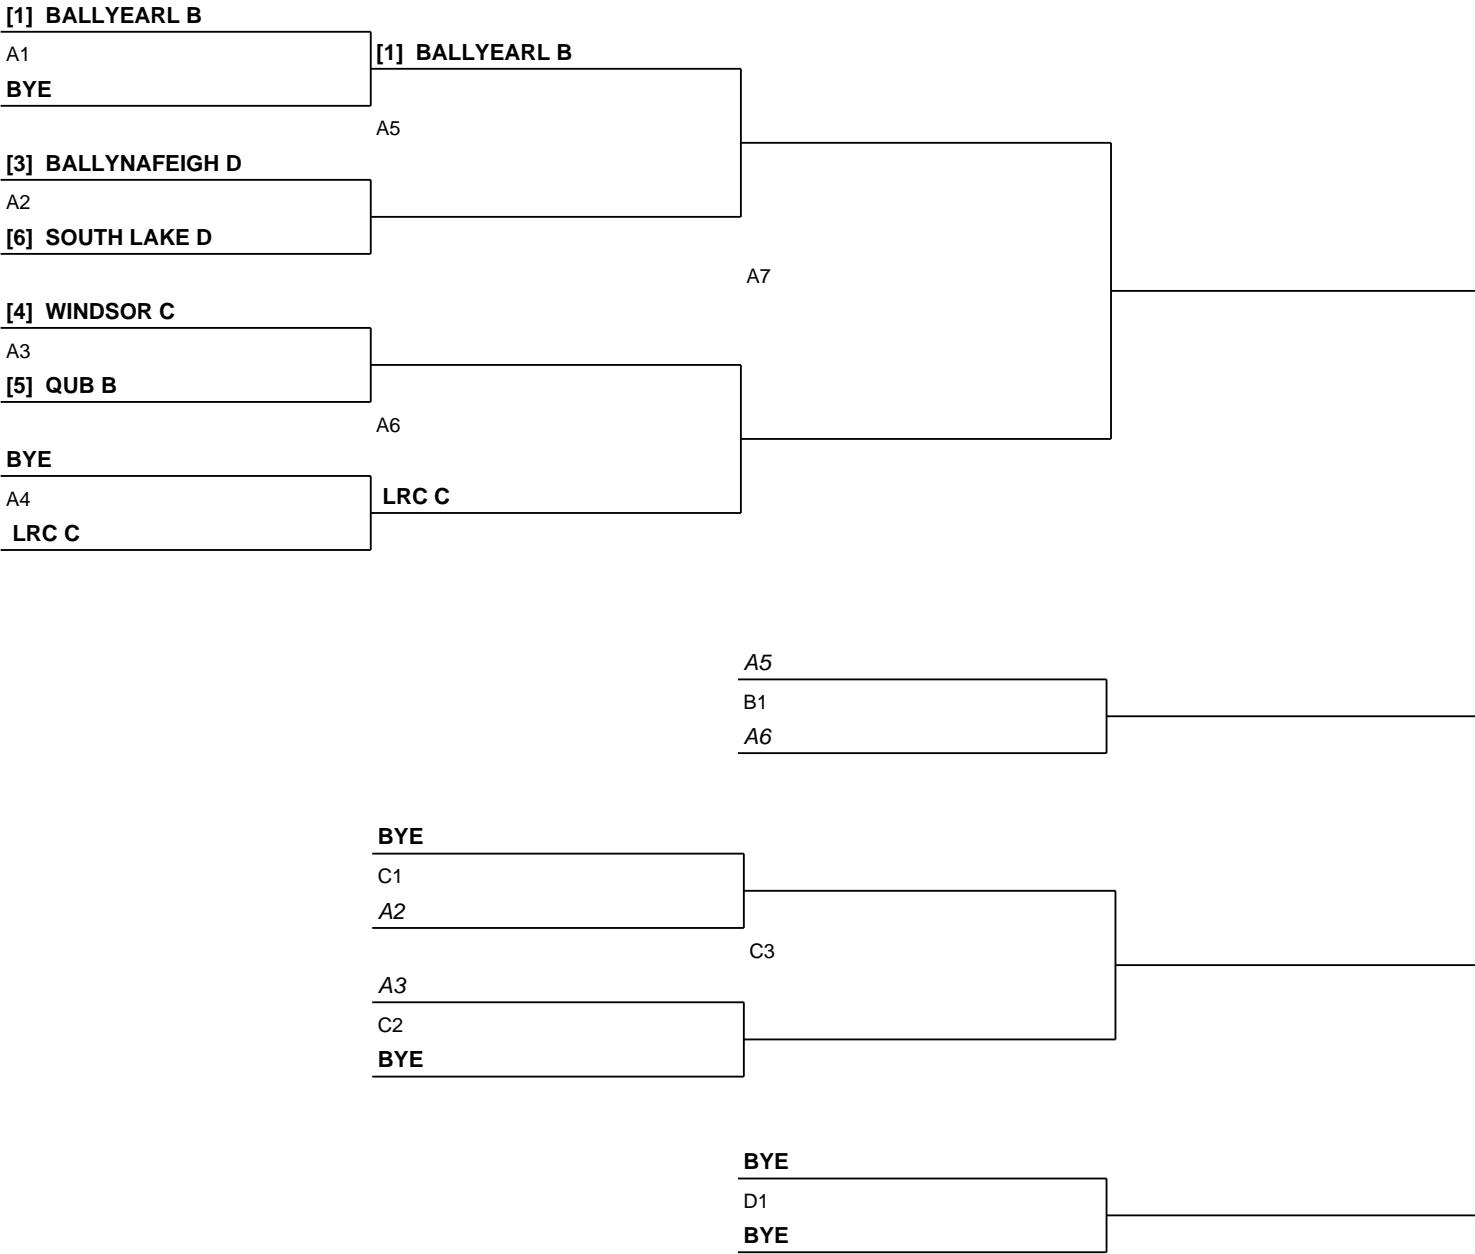 [1] BALLYEARL B
A1
[1] BALLYEARL B
BYE
A5
[3] BALLYNAFEIGH D
A2
[6] SOUTH LAKE D
A7
[4] WINDSOR C
A3
[5] QUB B
A6
BYE
A4
LRC C
LRC C
A5
B1
A6
BYE
C1
A2
C3
A3
C2
BYE
BYE
D1
BYE